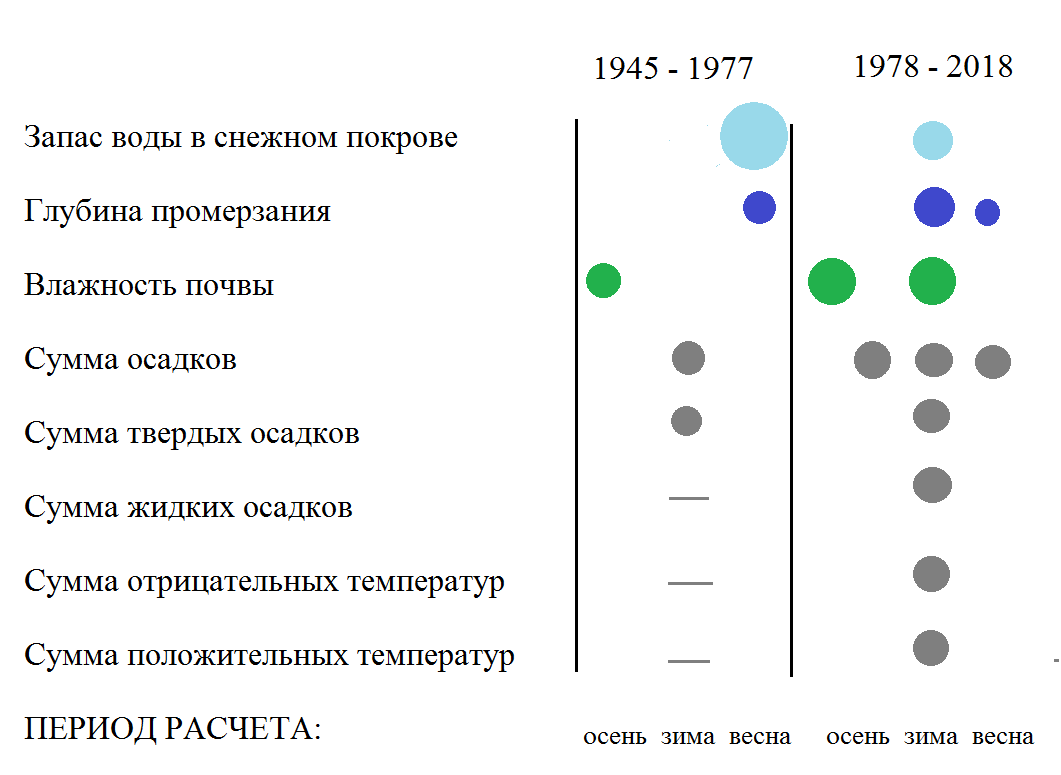 1945 - 1977 1978 - 2018
Запас воды в снежном покрове
Глубина промерзания
Влажность почвы
Сумма осадков
Сумма твердых осадков
Сумма жидких осадков
Сумма отрицательных температур
Сумма положительных температур
ПЕРИОД РАСЧЕТА: осень зима весна осень зима весна